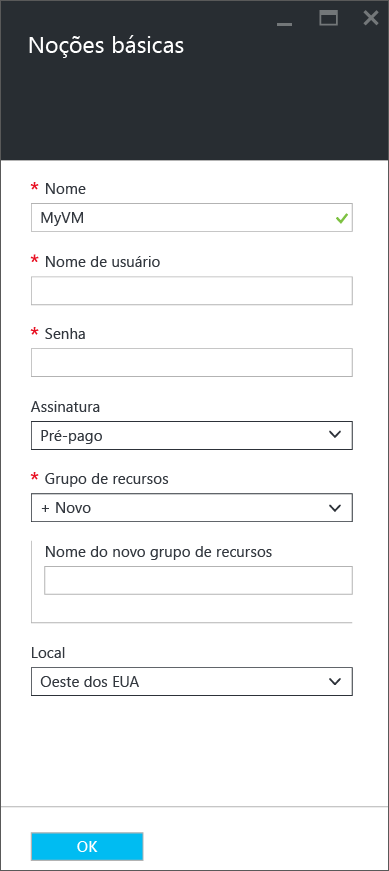 Noções básicas
* Nome
MyVM
* Nome de usuário
* Senha
Assinatura
Pré-pago
* Grupo de recursos
+ Novo
Nome do novo grupo de recursos
Local
Oeste dos EUA
OK